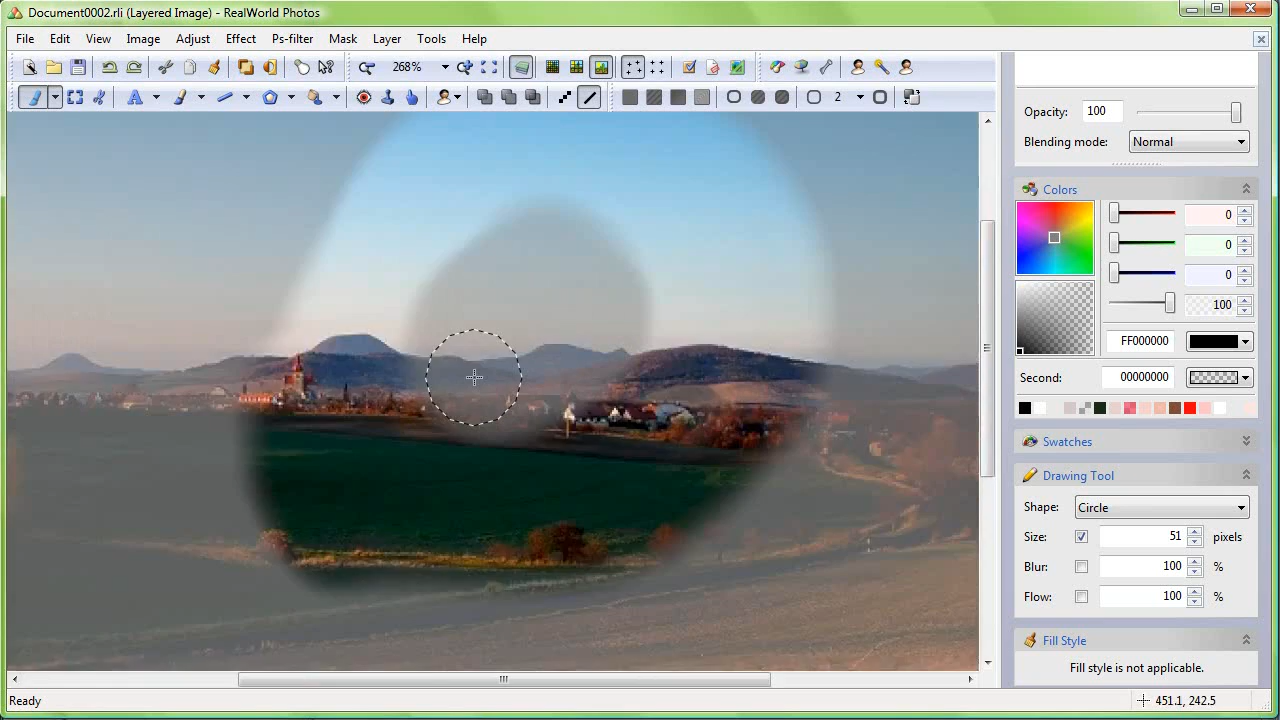 Document0002.rli (Layered Image) - RealWorld Photos
File Edit View Image Adjust Effect Ps-filter Mask Layer Tools Help
268%
A 2
Opacity: 100
Blending mode: Normal
Colors
0
0
0
100
FF000000
Second: 00000000
Swatches
Drawing Tool
Shape: Circle
Size: 51 pixels
Blur: 100 %
Flow: 100 %
Fill Style
Fill style is not applicable.
Ready 451.1, 242.5